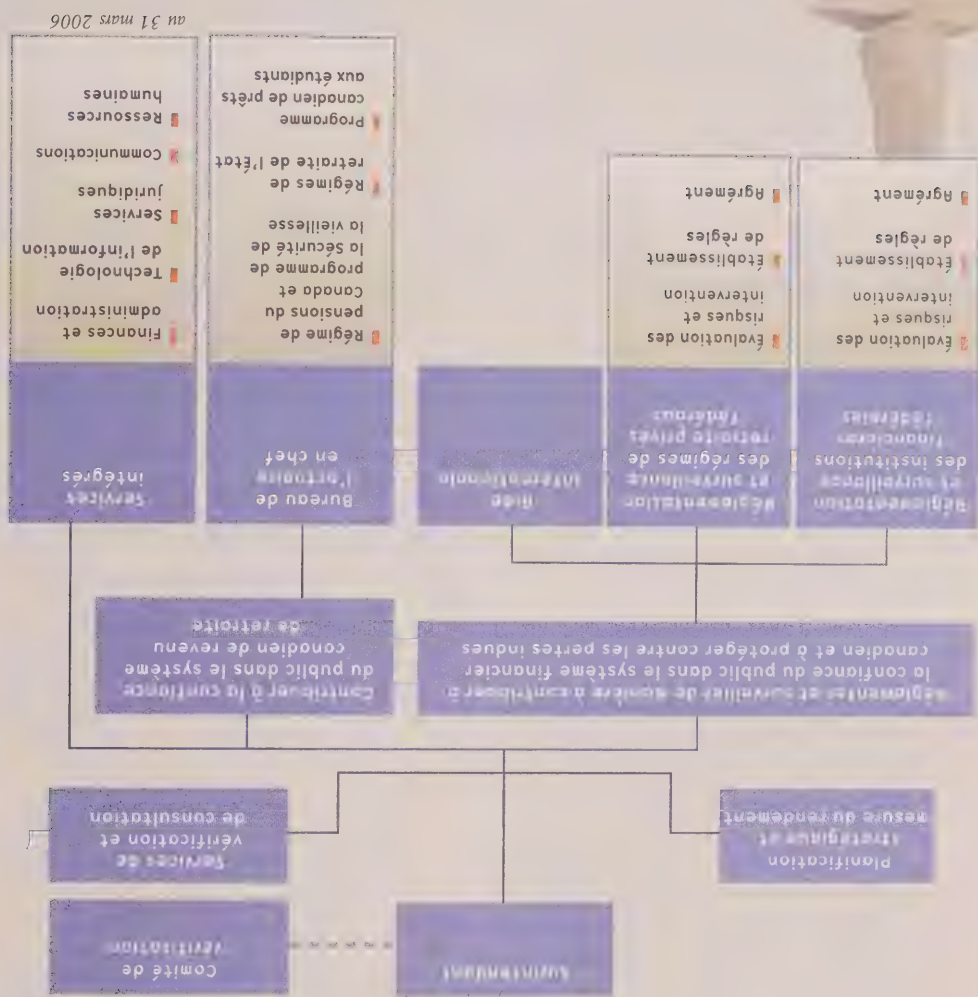 Surintendant
Comité de
vérification
Planification
stratégique et
mesure du rendement
Services de
vérification et
de consultation
Réglementer et surveiller de manière à contribuer à
la confiance du public dans le système financier
canadien et à protéger contre les pertes indues
Contribuer à la confiance
du public dans le système
canadien de revenu
de retraite
Réglementation
et surveillance
des institutions
financières
fédérales
Évaluation des
risques et
intervention
Établissement
de règles
Agrément
Réglementation
et surveillance
des régimes de
retraite privés
fédéraux
Évaluation des
risques et
intervention
Établissement
de règles
Agrément
Aide
internationale
Bureau de
l'actuaire
en chef
Régime de
pensions du
Canada et
programme de
la Sécurité de
la vieillesse
Régimes de
retraite de l'État
Programme
canadien de prêts
aux étudiants
Services
intégrés
Finances et
administration
Technologie
de l'information
Services
juridiques
Communications
Ressources
humaines
au 31 mars 2006